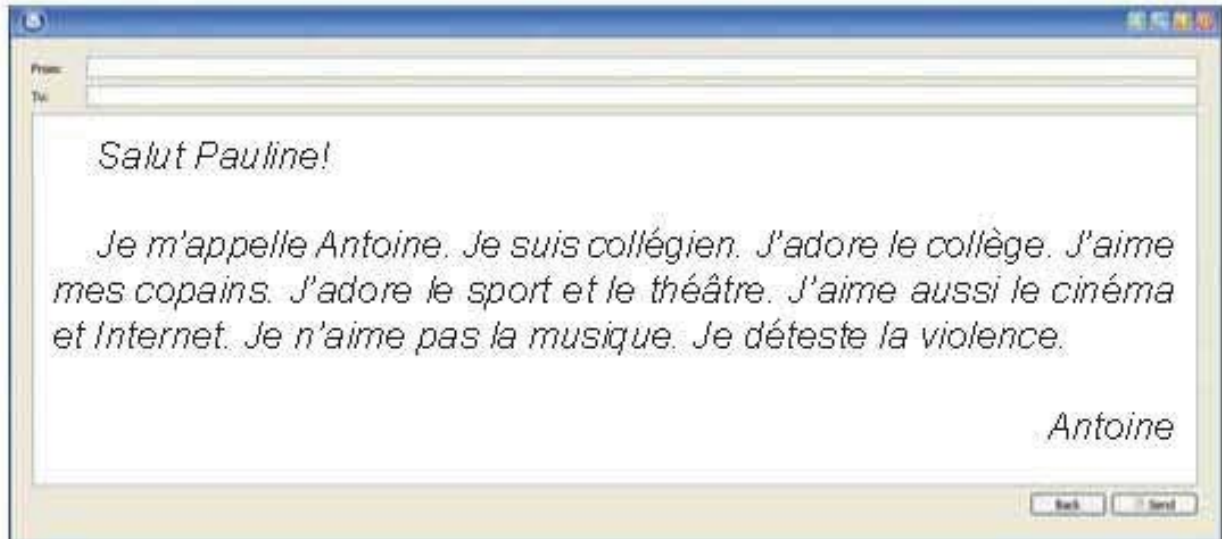 From:
To:
Salut Pauline!
Je m'appelle Antoine. Je suis collégien. J'adore le collège. J'aime
mes copains. J'adore le sport et le théâtre. J'aime aussi le cinéma
et Internet. Je n'aime pas la musique. Je déteste la violence.
Antoine
Back Send